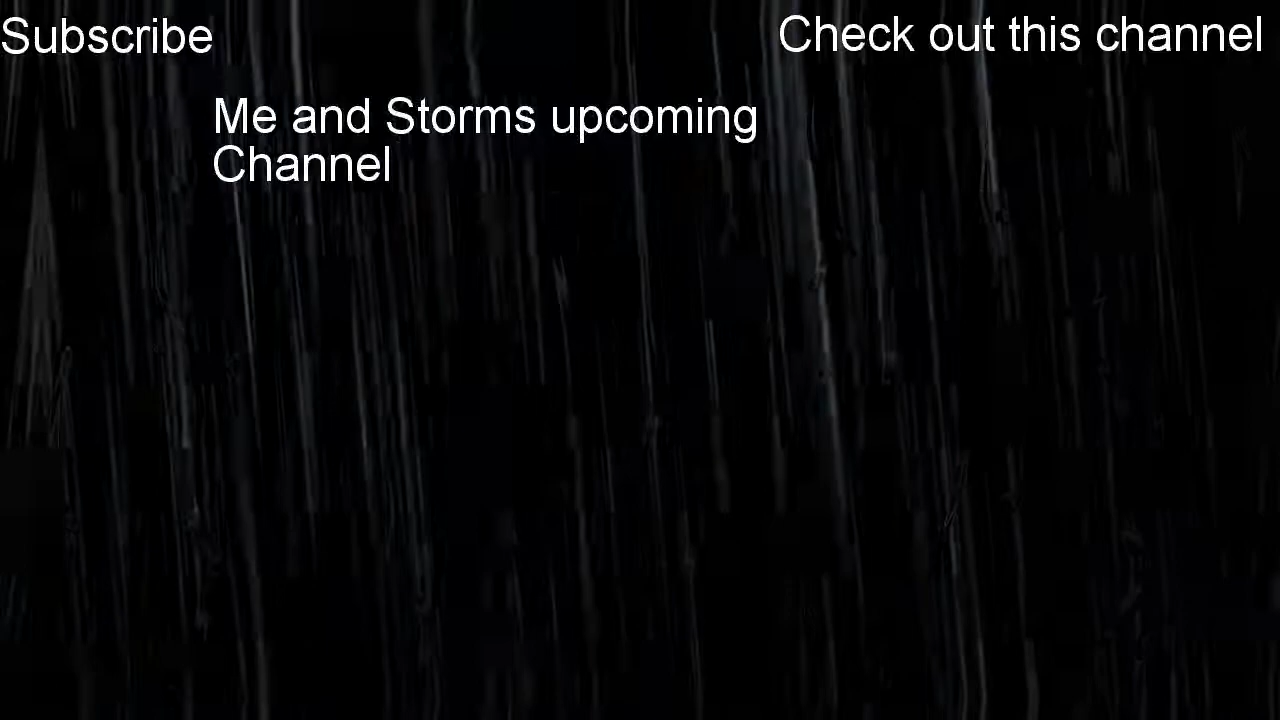 Subscribe
Check out this channel
Me and Storms upcoming
Channel